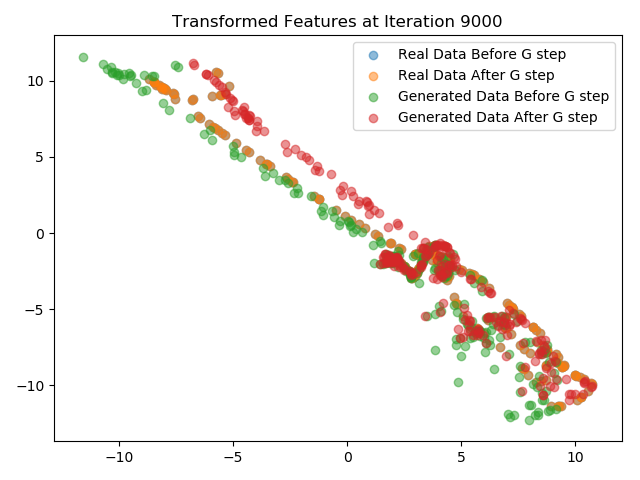 Transformed Features at Iteration 9000
Real Data Before G step
Real Data After G step
Generated Data Before G step
Generated Data After G step
10
5
0
−5
−10
−10 −5 0 5 10